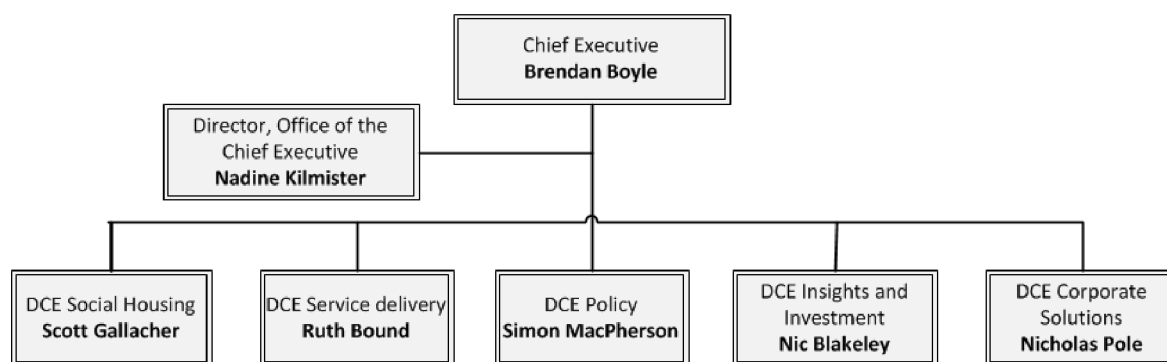 Chief Executive
Brendan Boyle
Director, Office of the
Chief Executive
Nadine Kilmister
DCE Social Housing
Scott Gallacher
DCE Service delivery
Ruth Bound
DCE Policy
Simon MacPherson
DCE Insights and
Investment
Nic Blakeley
DCE Corporate
Solutions
Nicholas Pole